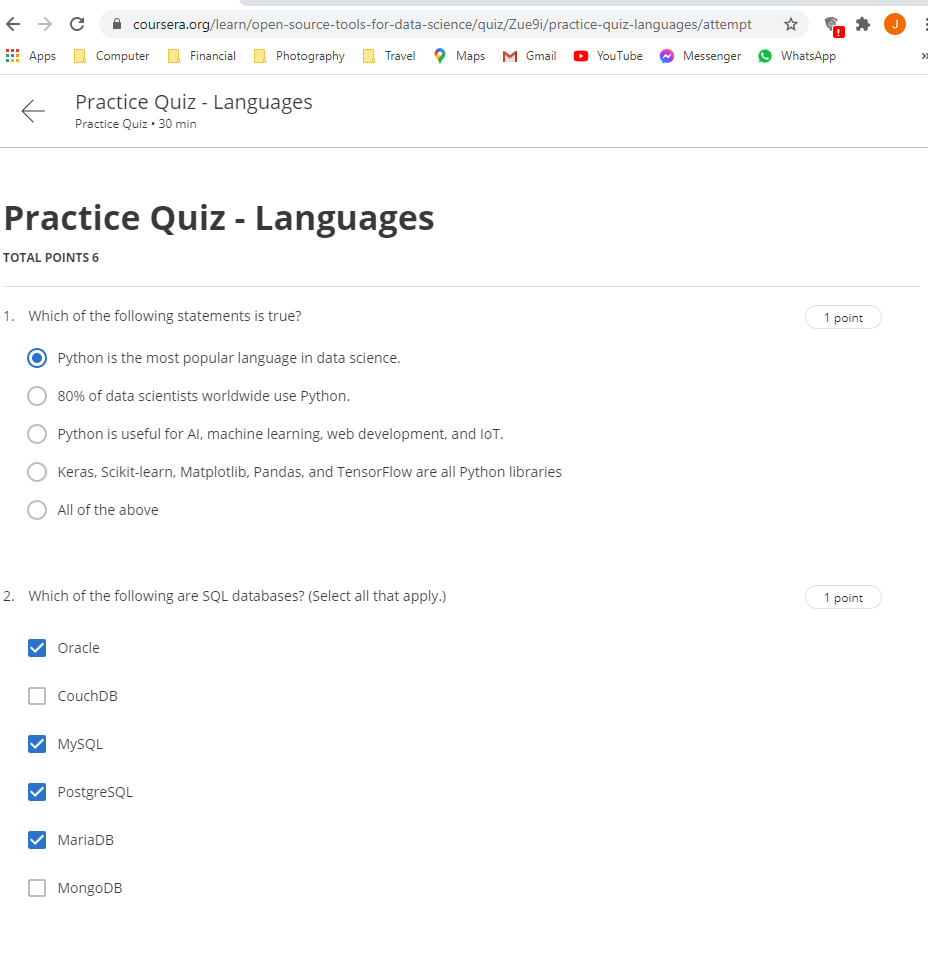 coursera.org/learn/open-source-tools-for-data-science/quiz/Zue9i/practice-quiz-languages/attempt
J
Apps Computer Financial Photography Travel Maps Gmail YouTube Messenger WhatsApp »
Practice Quiz - Languages
Practice Quiz • 30 min
Practice Quiz - Languages
TOTAL POINTS 6
1. Which of the following statements is true? 1 point
Python is the most popular language in data science.
80% of data scientists worldwide use Python.
Python is useful for AI, machine learning, web development, and IoT.
Keras, Scikit-learn, Matplotlib, Pandas, and TensorFlow are all Python libraries
All of the above
2. Which of the following are SQL databases? (Select all that apply.) 1 point
Oracle
CouchDB
MySQL
PostgreSQL
MariaDB
MongoDB